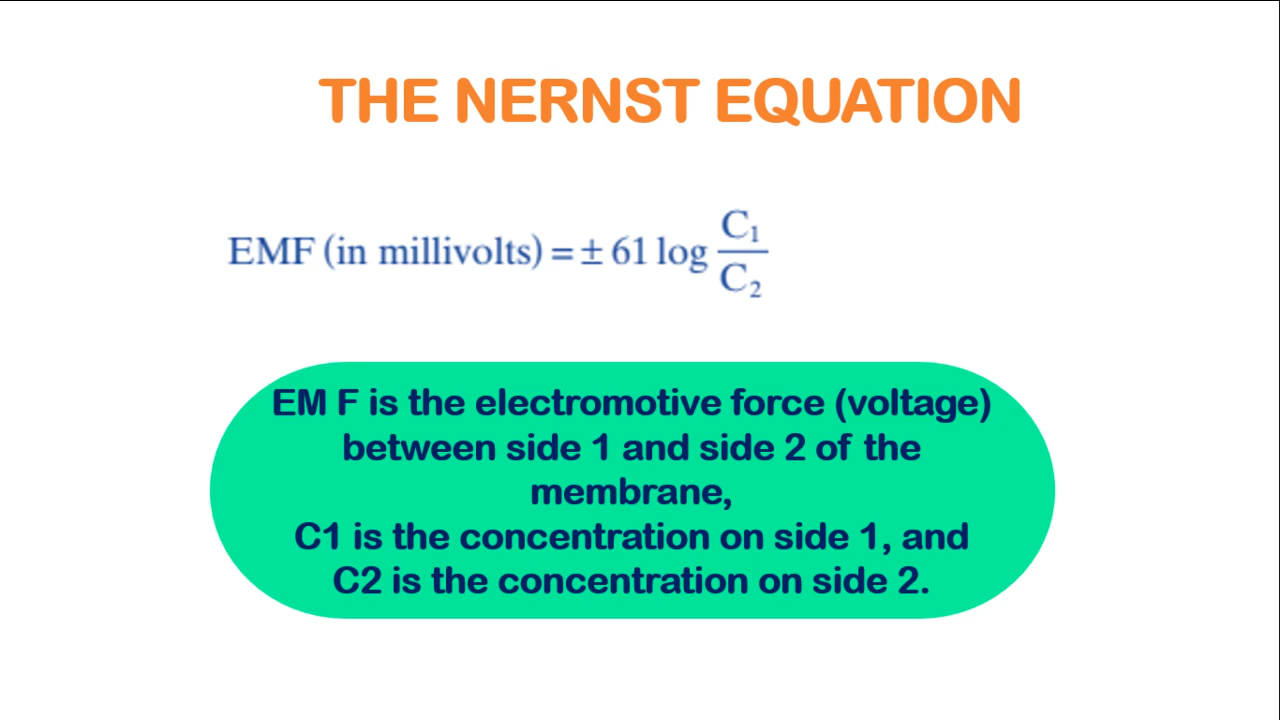 THE NERNST EQUATION
EMF (in millivolts) = ± 61 log C₁/C₂
EM F is the electromotive force (voltage)
between side 1 and side 2 of the
membrane,
C1 is the concentration on side 1, and
C2 is the concentration on side 2.